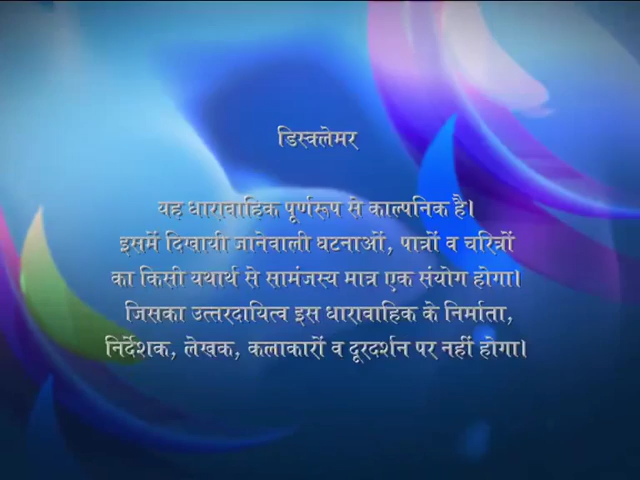 डिस्क्लेमर
यह धारावाहिक पूर्णरूप से काल्पनिक है।
इसमें दिखायी जानेवाली घटनाओं, पात्रों व चरित्रों
का किसी यथार्थ से सामंजस्य मात्र एक संयोग होगा।
जिसका उत्तरदायित्व इस धारावाहिक के निर्माता,
निर्देशक, लेखक, कलाकारों व दूरदर्शन पर नहीं होगा।